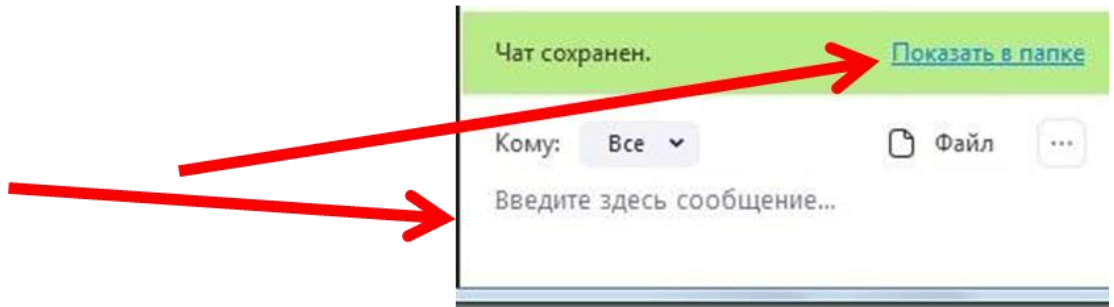 Чат сохранен. Показать в папке
Кому: Все Файл ...
Введите здесь сообщение...